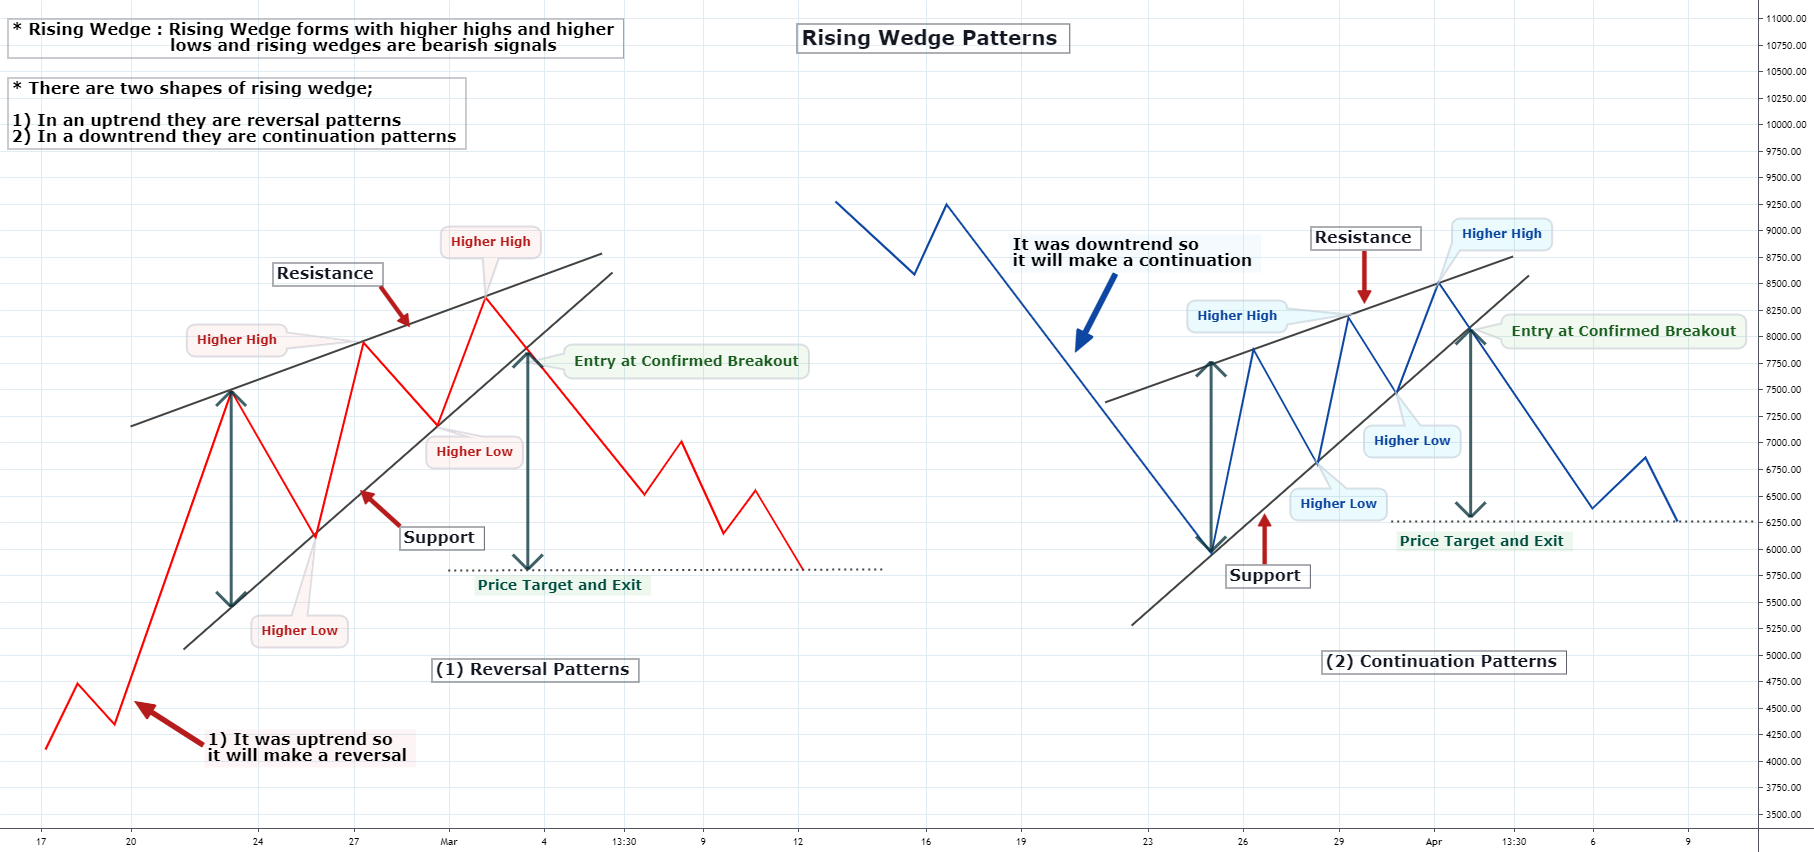 * Rising Wedge : Rising Wedge forms with higher highs and higher
lows and rising wedges are bearish signals
Rising Wedge Patterns
* There are two shapes of rising wedge;
1) In an uptrend they are reversal patterns
2) In a downtrend they are continuation patterns
Higher High
Resistance
Higher High
Entry at Confirmed Breakout
Higher Low
Support
Price Target and Exit
Higher Low
(1) Reversal Patterns
1) It was uptrend so
it will make a reversal
It was downtrend so
it will make a continuation
Resistance
Higher High
Higher High
Entry at Confirmed Breakout
Higher Low
Higher Low
Price Target and Exit
Support
(2) Continuation Patterns
11000.00
10750.00
10500.00
10250.00
10000.00
9750.00
9500.00
9250.00
9000.00
8750.00
8500.00
8250.00
8000.00
7750.00
7500.00
7250.00
7000.00
6750.00
6500.00
6250.00
6000.00
5750.00
5500.00
5250.00
5000.00
4750.00
4500.00
4250.00
4000.00
3750.00
3500.00
17 20 24 27 Mar 4 13:30 9 12 16 19 23 26 29 Apr 13:30 6 9